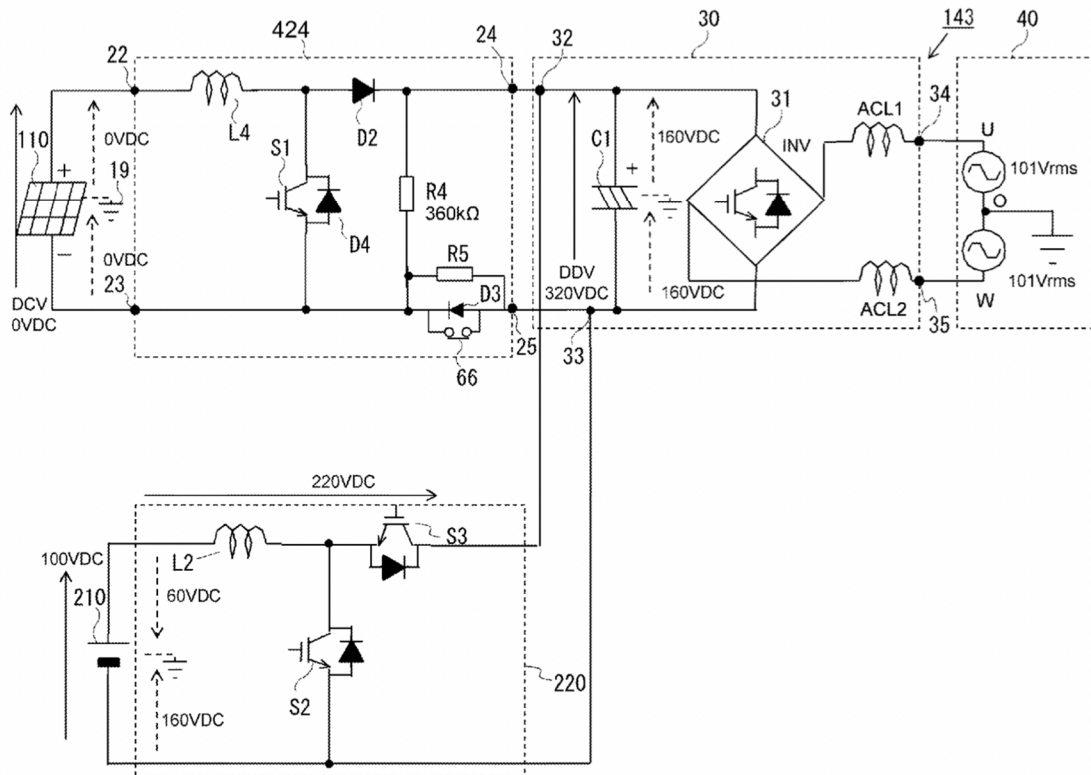 424
22
24
32
30
143
40
110
0VDC
19
0VDC
+
−
DCV
0VDC
23
L4
S1
D2
D4
R4
360kΩ
R5
D3
66
25
C1
+
160VDC
160VDC
DDV
320VDC
33
31
INV
ACL1
34
ACL2
35
U
101Vrms
O
101Vrms
W
220VDC
100VDC
210
L2
60VDC
160VDC
S3
S2
220